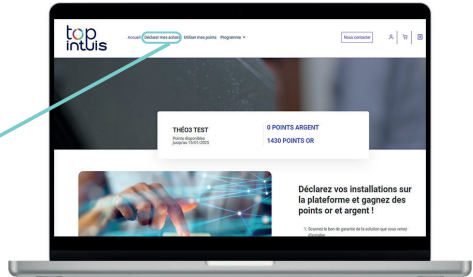 top
intuis
Accueil Déclarer mes achats Utiliser mes points Programme
Nous contacter
THÉO3 TEST
Points disponibles
jusqu'au 15/01/2025
0 POINTS ARGENT
1430 POINTS OR
Déclarez vos installations sur
la plateforme et gagnez des
points or et argent !
1. Scannez le bon de garantie de la solution que vous venez
d'installer